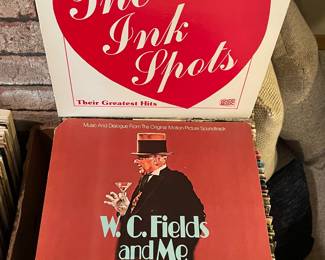 The
Ink
Spots
Their Greatest Hits
Music And Dialogue From The Original Motion Picture Soundtrack
W. C. Fields
and Me